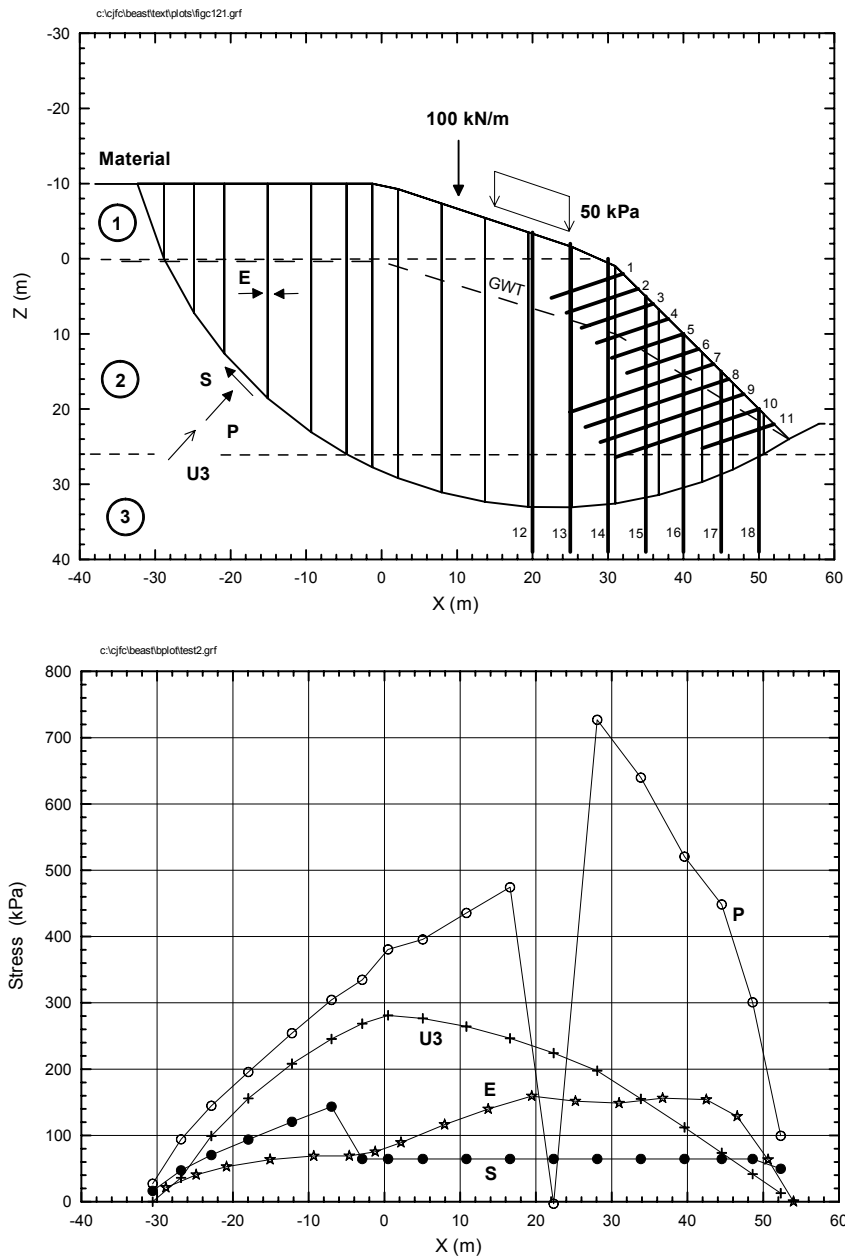 c:\cjfc\beast\text\plots\figc121.grf
-30
-20
100 kN/m
Material
-10
50 kPa
1
0
1
E
GWT
2
3
Z (m)
4
10
5
6
S
7
2
8
9
P
20
10
11
U3
30
3
12 13 14 15 16 17 18
40
-40 -30 -20 -10 0 10 20 30 40 50 60
X (m)
c:\cjfc\beast\bplot\test2.grf
800
700
600
500
P
Stress (kPa)
400
300
U3
200
E
100
S
0
-40 -30 -20 -10 0 10 20 30 40 50 60
X (m)